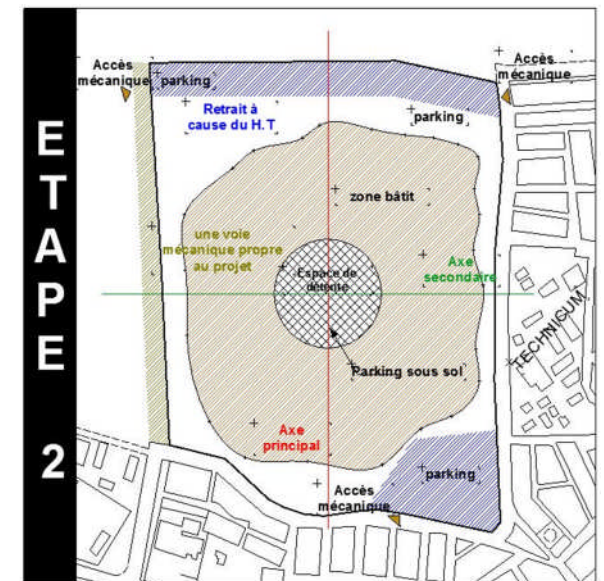 ETAPE 2
Accès
mécanique
parking
Accès
mécanique
Retrait à
cause du H.T
parking
zone bâtit
une voie
mécanique propre
au projet
Axe
secondaire
Espace de
détente
TECHNICUM
Parking sous sol
Axe
principal
parking
Accès
mécanique